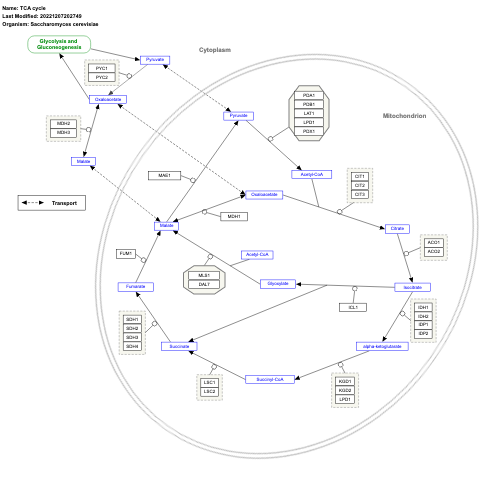 Name: TCA cycle
Last Modified: 20221207202749
Organism: Saccharomyces cerevisiae
Glycolysis and
Gluconeogenesis
Cytoplasm
Pyruvate
PYC1
PYC2
Oxaloacetate
Mitochondrion
PDA1
PDB1
LAT1
LPD1
PDX1
Pyruvate
MDH2
MDH3
Malate
MAE1
Acetyl-CoA
CIT1
CIT2
CIT3
Oxaloacetate
Transport
MDH1
Malate
Citrate
ACO1
ACO2
FUM1
Acetyl-CoA
MLS1
DAL7
Fumarate
Glyoxylate
Isocitrate
ICL1
IDH1
IDH2
IDP1
IDP2
SDH1
SDH2
SDH3
SDH4
Succinate
alpha-ketoglutarate
LSC1
LSC2
Succinyl-CoA
KGD1
KGD2
LPD1